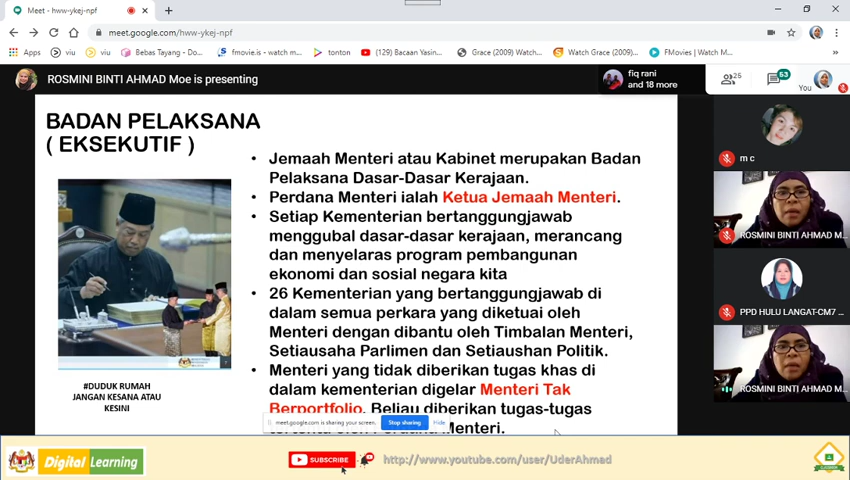 Meet - hww-ykej-npf
meet.google.com/hww-ykej-npf
Apps
viu
viu
Bebas Tayang - Do...
fmovie.is - watch m...
tonton
(129) Bacaan Yasin...
Grace (2009) Watch...
Watch Grace (2009)...
FMovies | Watch M...
ROSMINI BINTI AHMAD Moe is presenting
fiq rani
and 18 more
25
53
You
BADAN PELAKSANA
( EKSEKUTIF )
• Jemaah Menteri atau Kabinet merupakan Badan
Pelaksana Dasar-Dasar Kerajaan.
• Perdana Menteri ialah Ketua Jemaah Menteri.
• Setiap Kementerian bertanggungjawab
menggubal dasar-dasar kerajaan, merancang
dan menyelaras program pembangunan
ekonomi dan sosial negara kita
• 26 Kementerian yang bertanggungjawab di
dalam semua perkara yang diketuai oleh
Menteri dengan dibantu oleh Timbalan Menteri,
Setiausaha Parlimen dan Setiaushan Politik.
• Menteri yang tidak diberikan tugas khas di
dalam kementerian digelar Menteri Tak
Berportfolio. Beliau diberikan tugas-tugas
Menteri.
#DUDUK RUMAH
JANGAN KESANA ATAU
KESINI
meet.google.com is sharing your screen.
Stop sharing
Hide
m c
ROSMINI BINTI AHMAD M...
PPD HULU LANGAT-CM7 ...
ROSMINI BINTI AHMAD M...
Digital Learning
SUBSCRIBE
http://www.youtube.com/user/UderAhmad